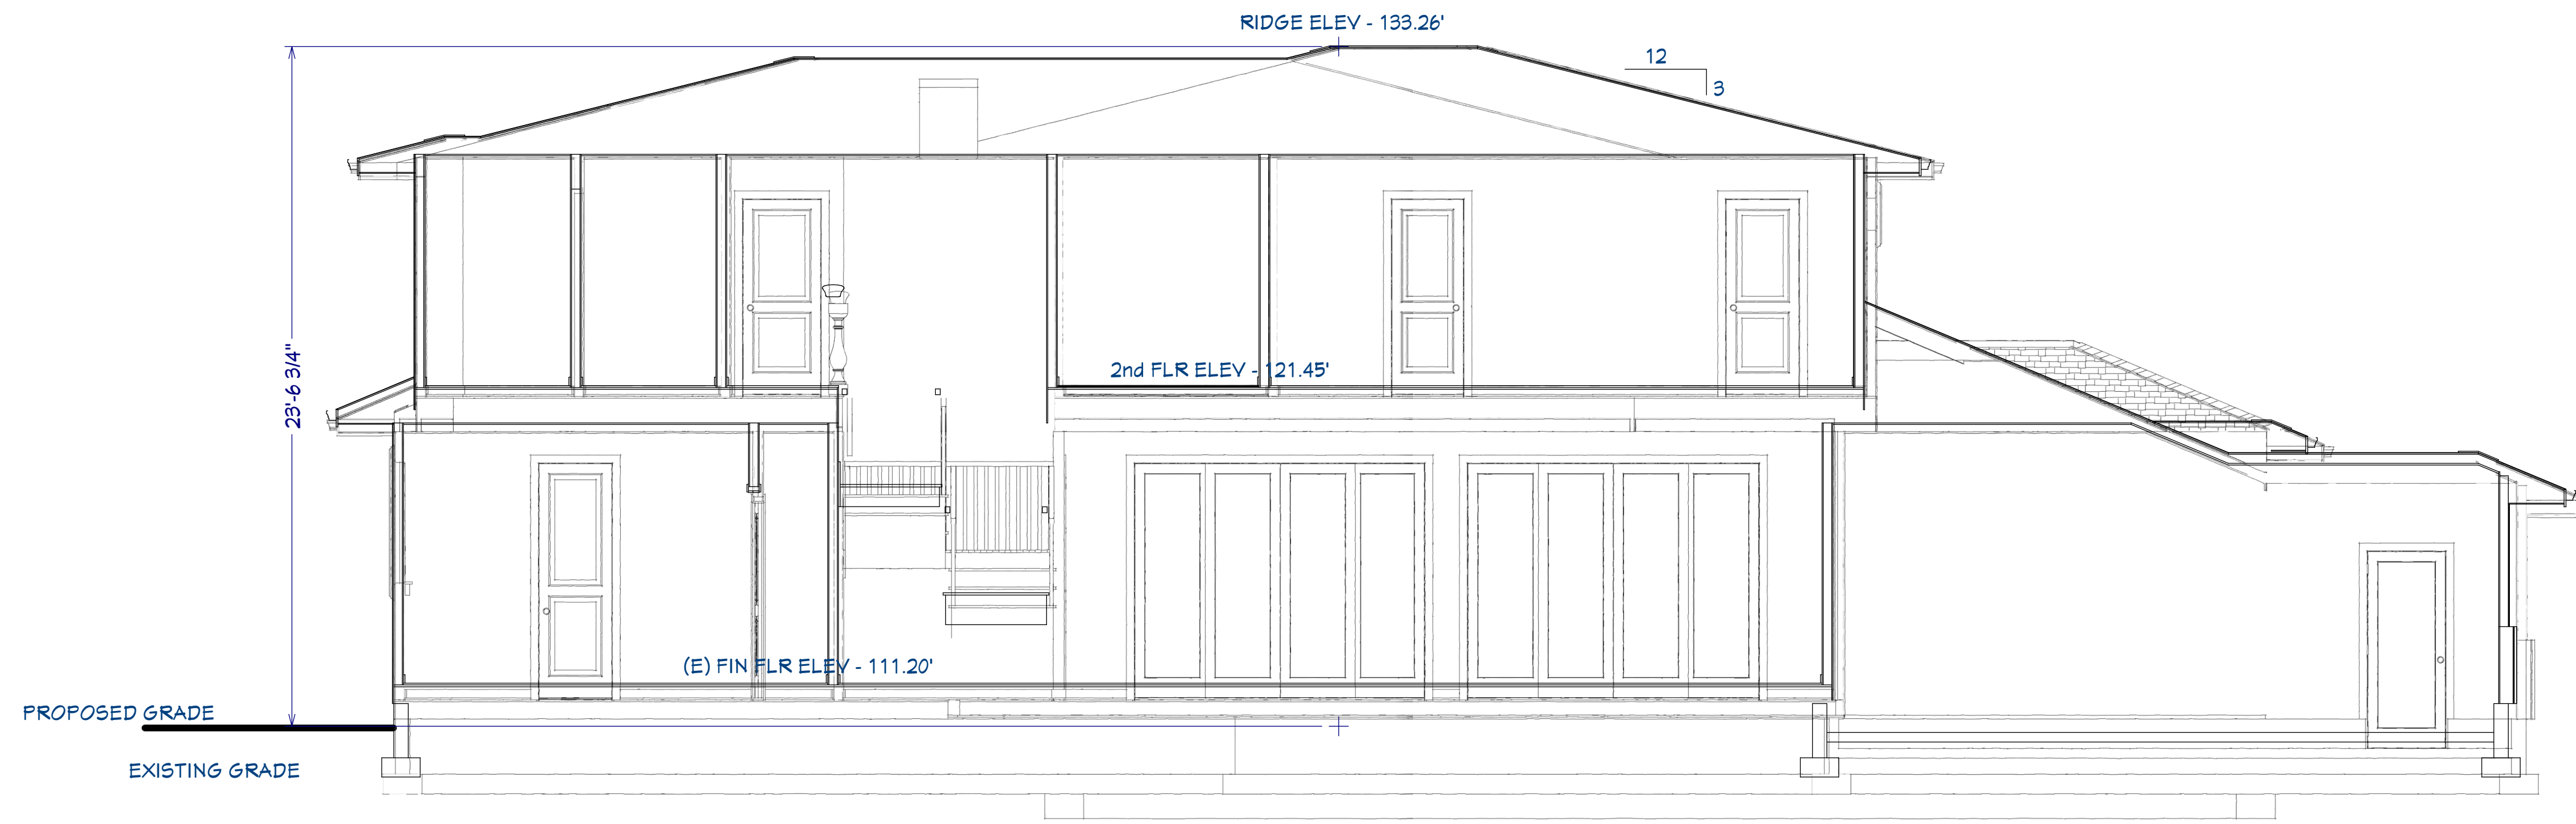 RIDGE ELEV - 133.26'
12
3
23'-6 3/4"
2nd FLR ELEV - 121.45'
(E) FIN FLR ELEV - 111.20'
PROPOSED GRADE
EXISTING GRADE